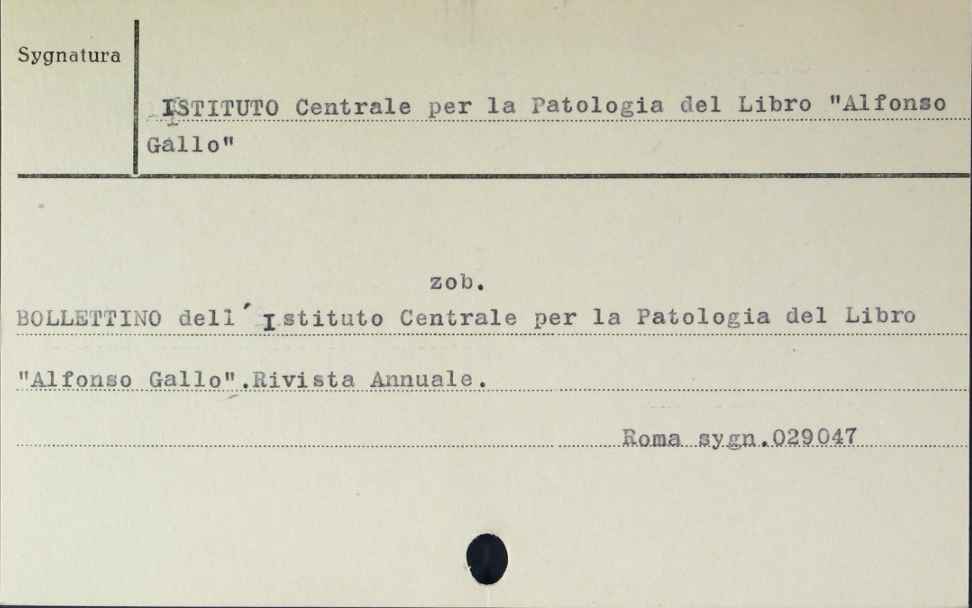 Sygnatura
ISTITUTO Centrale per la Patologia del Libro "Alfonso
Gallo"
zob.
BOLLETTINO dell´Istituto Centrale per la Patologia del Libro
"Alfonso Gallo".Rivista Annuale.
Roma sygn.029047